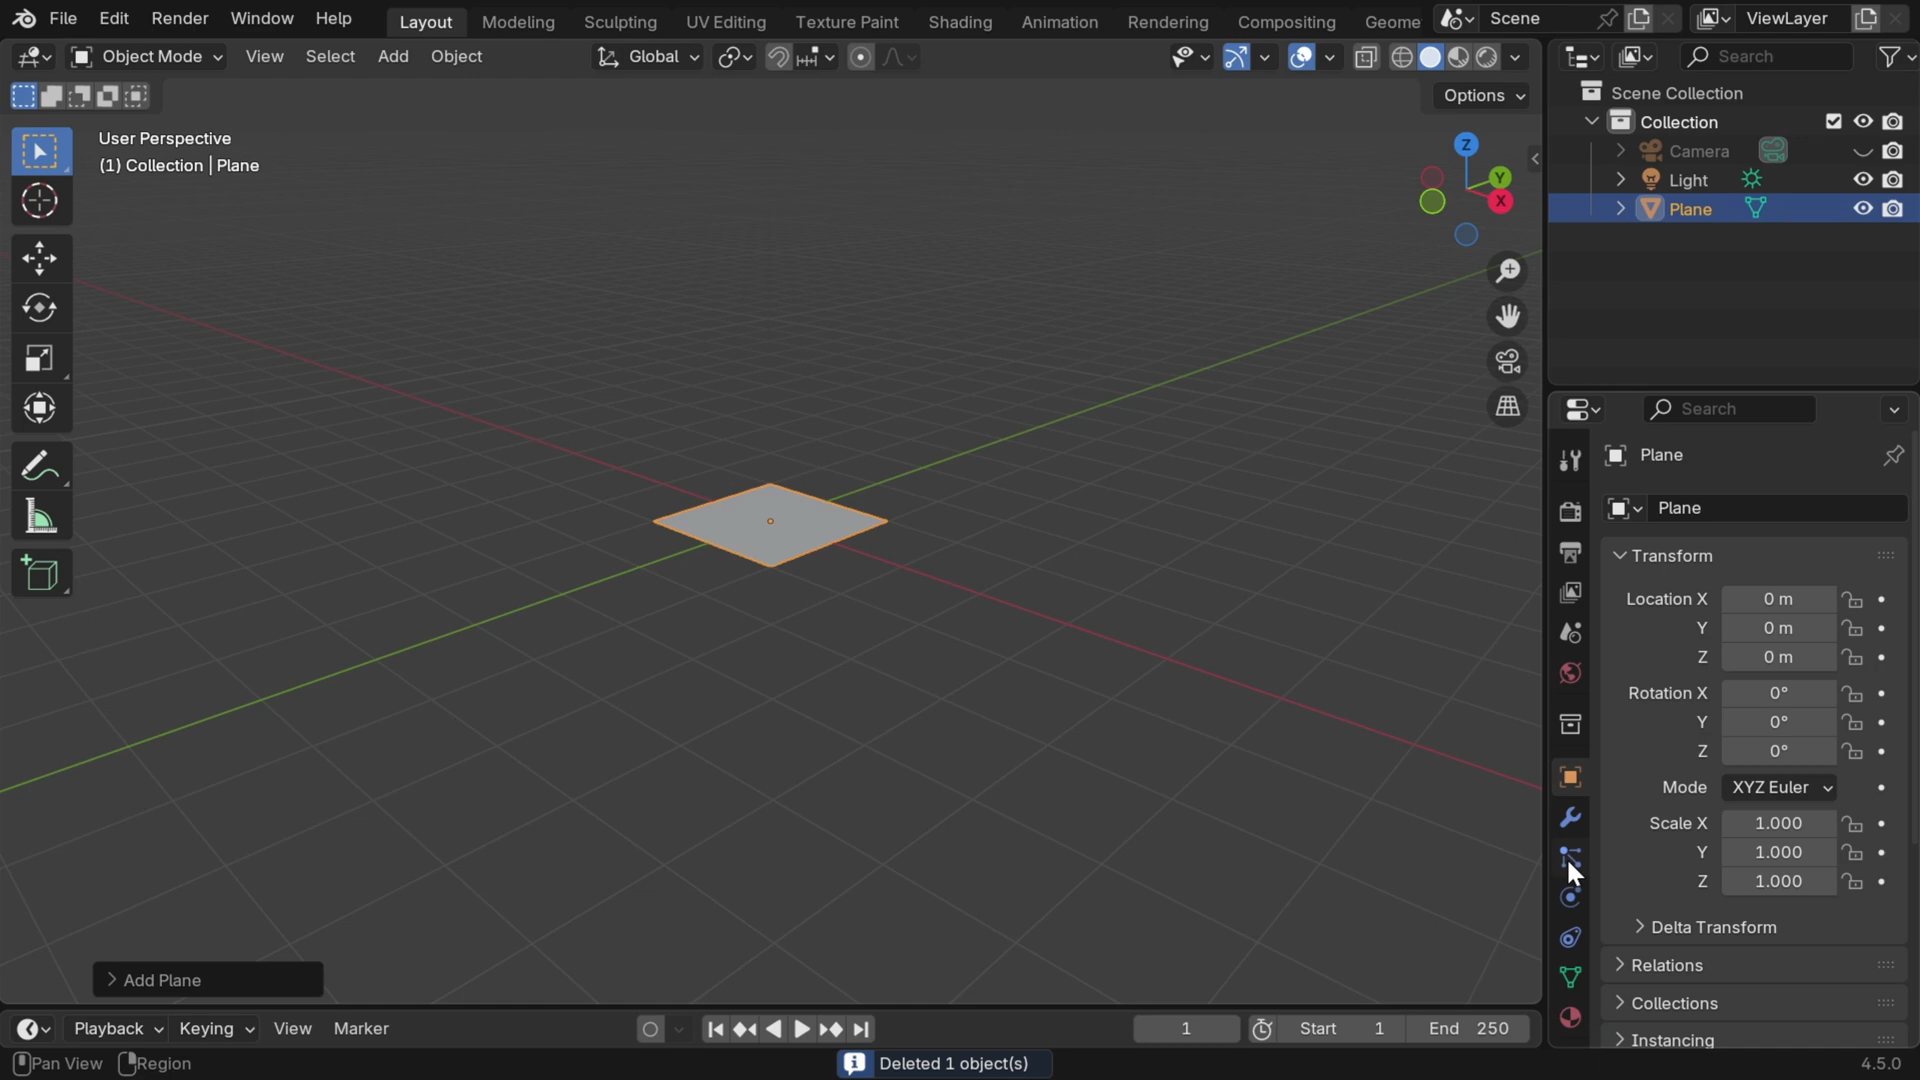 File Edit Render Window Help Layout Modeling Sculpting UV Editing Texture Paint Shading Animation Rendering Compositing Geome Scene ViewLayer
Object Mode View Select Add Object Global Search
Options
User Perspective
(1) Collection | Plane
Z
Y
X
Scene Collection
Collection
Camera
Light
Plane
Search
Plane
Plane
Transform
Location X 0 m
Y 0 m
Z 0 m
Rotation X 0°
Y 0°
Z 0°
Mode XYZ Euler
Scale X 1.000
Y 1.000
Z 1.000
Delta Transform
Relations
Collections
Instancing
Add Plane
Playback Keying View Marker 1 Start 1 End 250
Pan View Region Deleted 1 object(s) 4.5.0